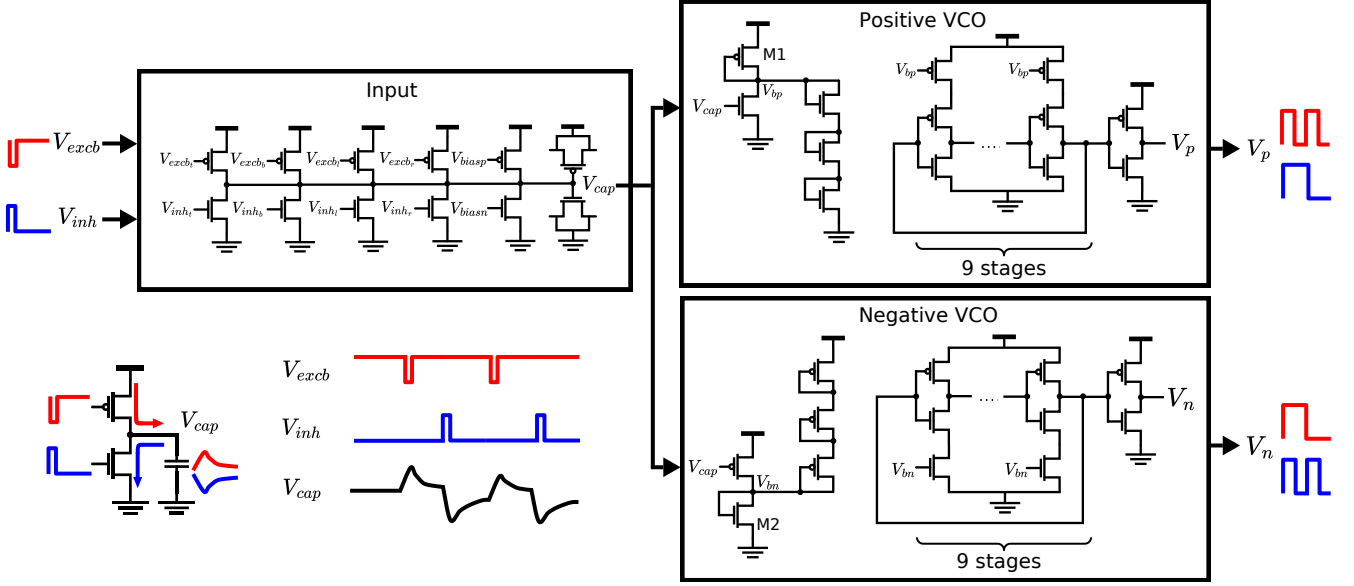 Input
V_excb
V_inh
V_excb_t V_excb_b V_excb_l V_excb_r V_biasp
V_inh_t V_inh_b V_inh_l V_inh_r V_biasn
V_cap
Positive VCO
M1
V_bp
V_cap
V_bp V_bp
....
V_p
9 stages
V_p
V_cap
V_excb
V_inh
V_cap
Negative VCO
V_cap
V_bn
M2
....
V_bn V_bn
V_n
9 stages
V_n